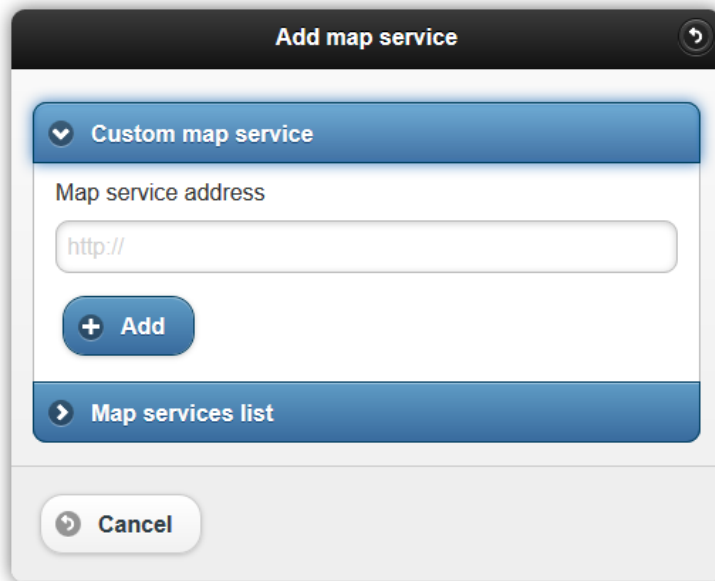 Add map service
Custom map service
Map service address
http://
Add
Map services list
Cancel